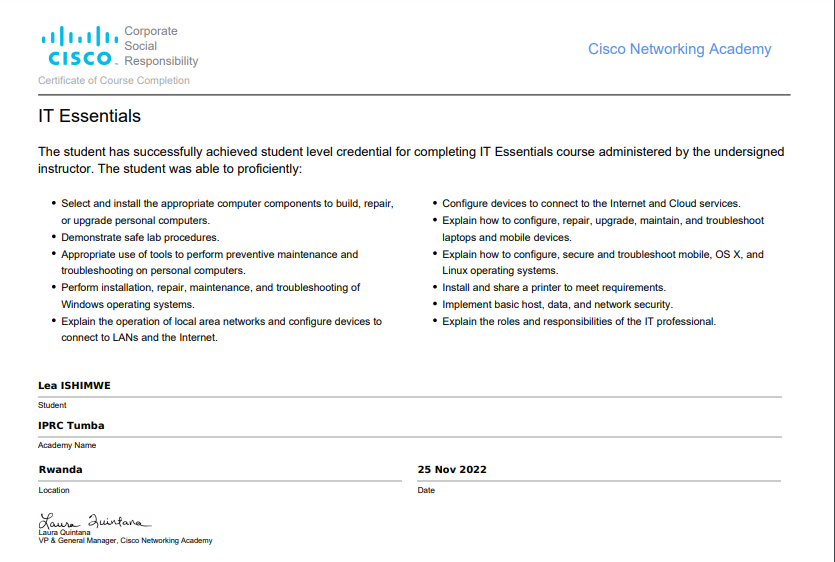 Corporate
Social
Responsibility
CISCO
Cisco Networking Academy
Certificate of Course Completion
IT Essentials
The student has successfully achieved student level credential for completing IT Essentials course administered by the undersigned
instructor. The student was able to proficiently:
• Select and install the appropriate computer components to build, repair,
or upgrade personal computers.
• Demonstrate safe lab procedures.
• Appropriate use of tools to perform preventive maintenance and
troubleshooting on personal computers.
• Perform installation, repair, maintenance, and troubleshooting of
Windows operating systems.
• Explain the operation of local area networks and configure devices to
connect to LANs and the Internet.
• Configure devices to connect to the Internet and Cloud services.
• Explain how to configure, repair, upgrade, maintain, and troubleshoot
laptops and mobile devices.
• Explain how to configure, secure and troubleshoot mobile, OS X, and
Linux operating systems.
• Install and share a printer to meet requirements.
• Implement basic host, data, and network security.
• Explain the roles and responsibilities of the IT professional.
Lea ISHIMWE
Student
IPRC Tumba
Academy Name
Rwanda
Location
25 Nov 2022
Date
Laura Quintana
Laura Quintana
VP & General Manager, Cisco Networking Academy